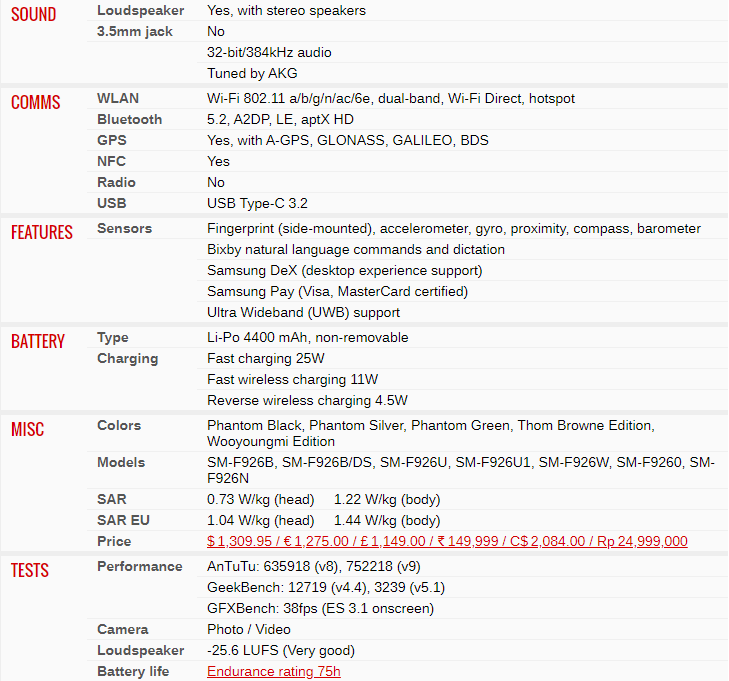 SOUND Loudspeaker Yes, with stereo speakers
3.5mm jack No
32-bit/384kHz audio
Tuned by AKG
COMMS WLAN Wi-Fi 802.11 a/b/g/n/ac/6e, dual-band, Wi-Fi Direct, hotspot
Bluetooth 5.2, A2DP, LE, aptX HD
GPS Yes, with A-GPS, GLONASS, GALILEO, BDS
NFC Yes
Radio No
USB USB Type-C 3.2
FEATURES Sensors Fingerprint (side-mounted), accelerometer, gyro, proximity, compass, barometer
Bixby natural language commands and dictation
Samsung DeX (desktop experience support)
Samsung Pay (Visa, MasterCard certified)
Ultra Wideband (UWB) support
BATTERY Type Li-Po 4400 mAh, non-removable
Charging Fast charging 25W
Fast wireless charging 11W
Reverse wireless charging 4.5W
MISC Colors Phantom Black, Phantom Silver, Phantom Green, Thom Browne Edition,
Wooyoungmi Edition
Models SM-F926B, SM-F926B/DS, SM-F926U, SM-F926U1, SM-F926W, SM-F9260, SM-
F926N
SAR 0.73 W/kg (head) 1.22 W/kg (body)
SAR EU 1.04 W/kg (head) 1.44 W/kg (body)
Price $ 1,309.95 / € 1,275.00 / £ 1,149.00 / ₹ 149,999 / C$ 2,084.00 / Rp 24,999,000
TESTS Performance AnTuTu: 635918 (v8), 752218 (v9)
GeekBench: 12719 (v4.4), 3239 (v5.1)
GFXBench: 38fps (ES 3.1 onscreen)
Camera Photo / Video
Loudspeaker -25.6 LUFS (Very good)
Battery life Endurance rating 75h